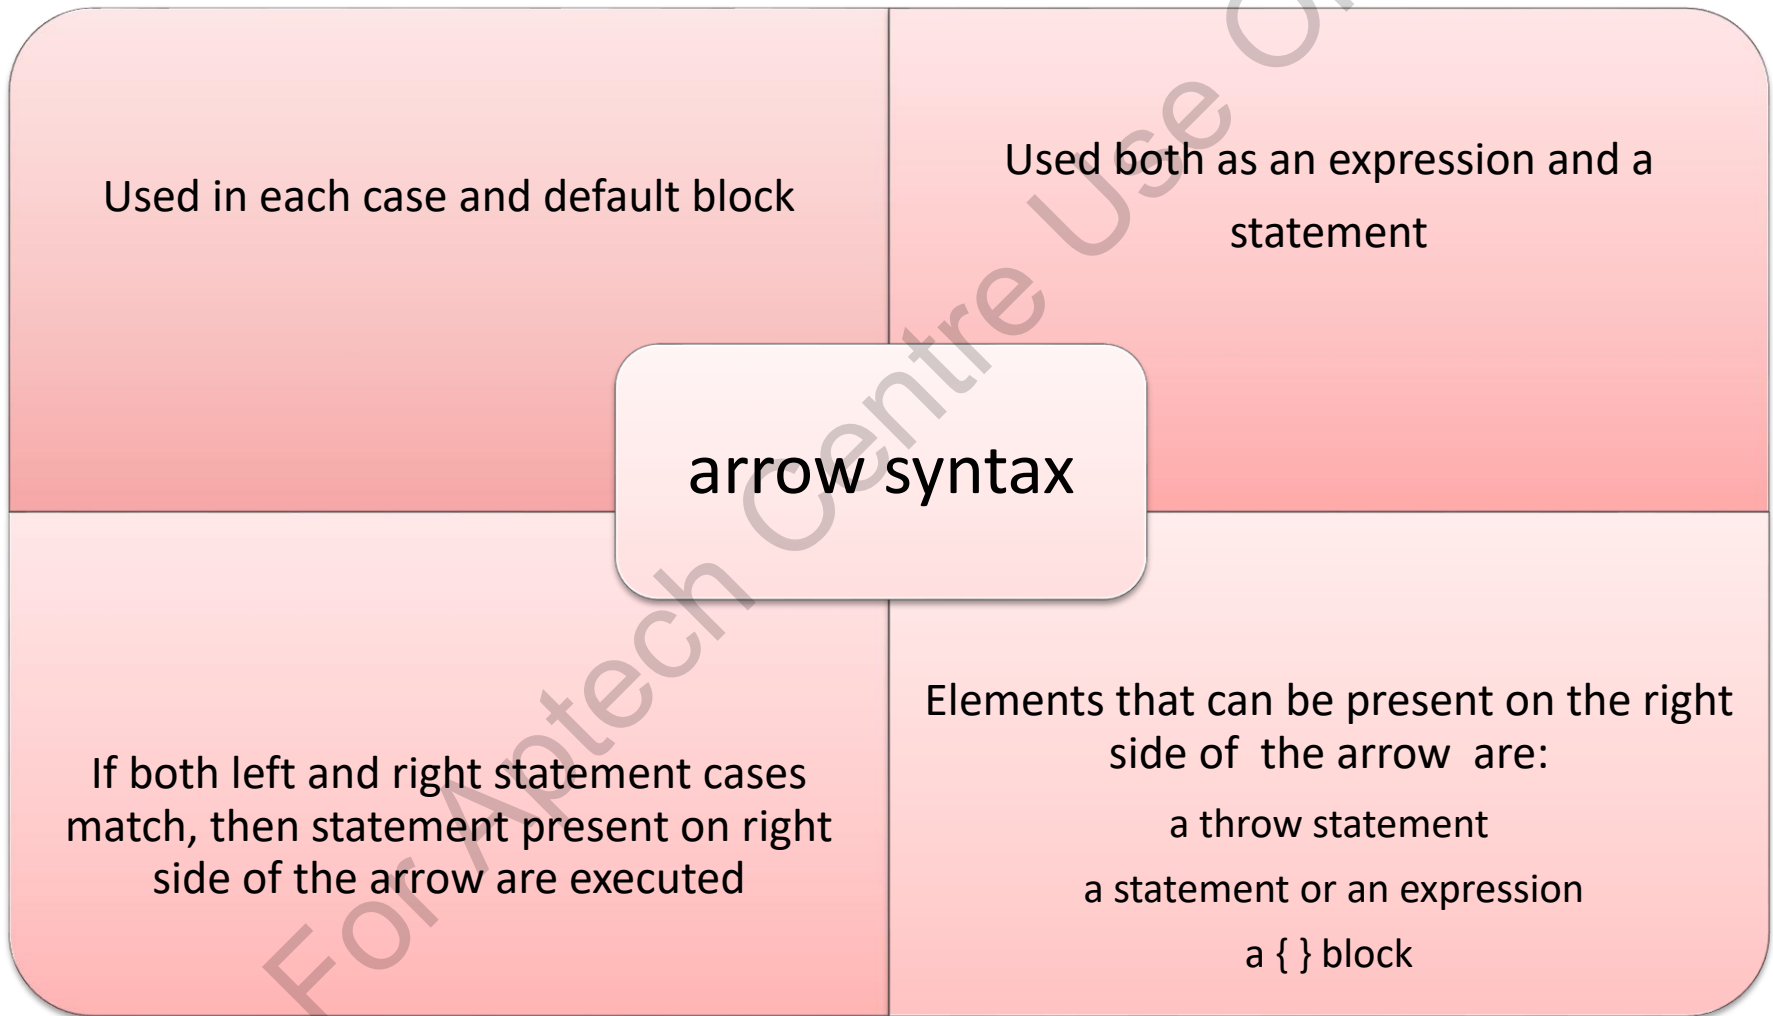 Used in each case and default block
Used both as an expression and a
statement
arrow syntax
If both left and right statement cases
match, then statement present on right
side of the arrow are executed
Elements that can be present on the right
side of the arrow are:
a throw statement
a statement or an expression
a { } block
For Aptech Centre Use